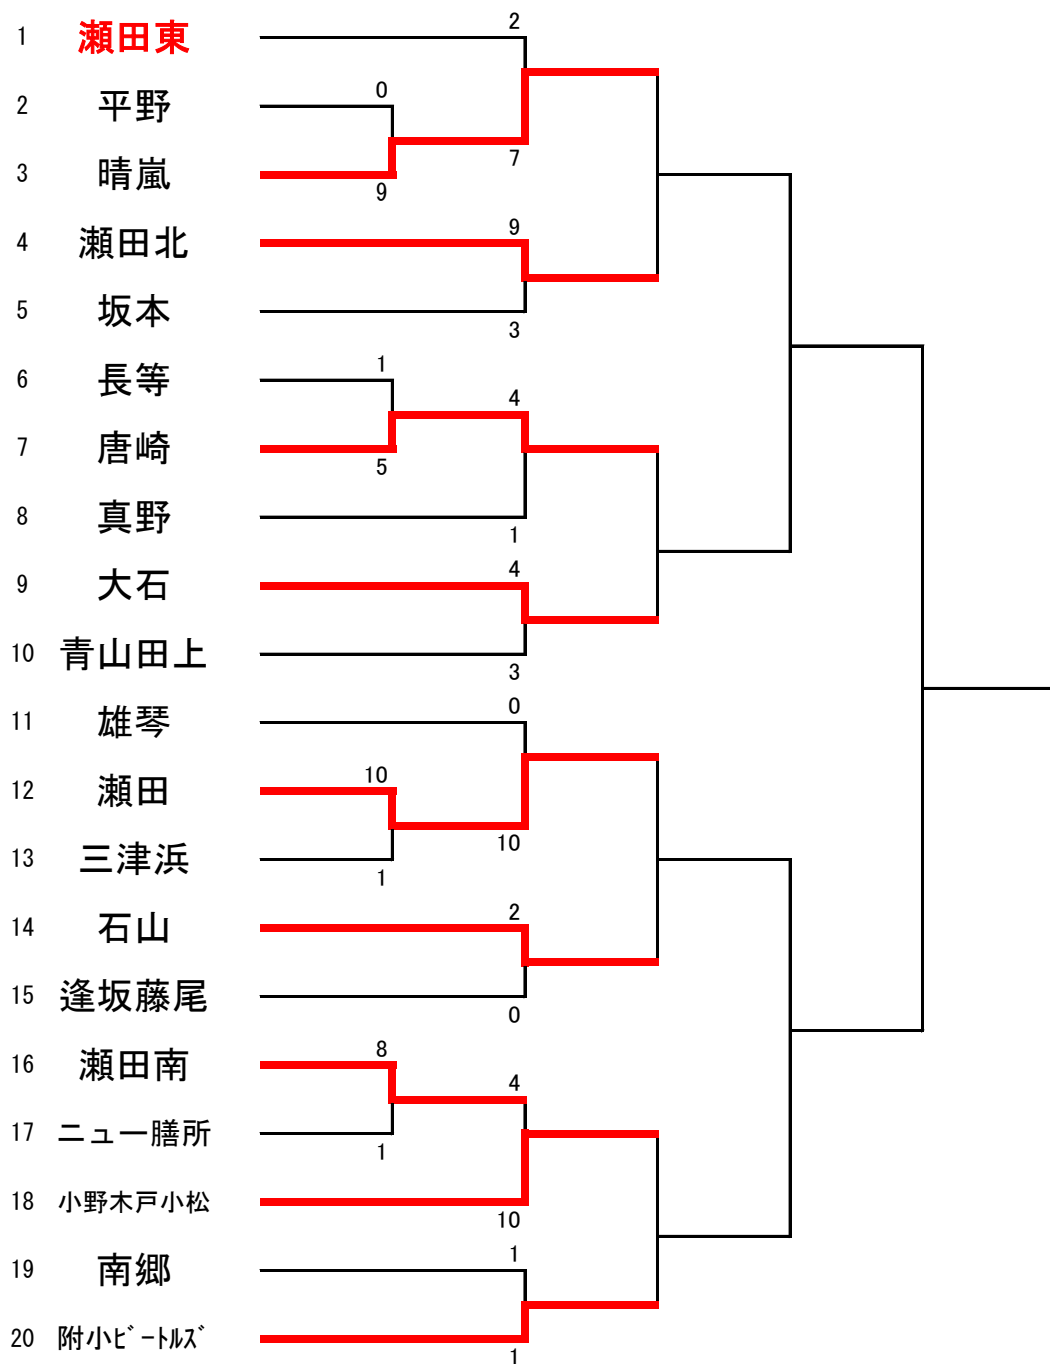 2
1 瀬田東
0
2 平野
7
3 晴嵐
9
9
4 瀬田北
5 坂本
3
1
6 長等
4
7 唐崎
5
8 真野
1
4
9 大石
10 青山田上
3
0
11 雄琴
10
12 瀬田
10
13 三津浜
1
2
14 石山
15 逢坂藤尾
0
8
16 瀬田南
4
17 ニュー膳所
1
18 小野木戸小松
10
1
19 南郷
20 附小ﾋﾞｰﾄﾙｽﾞ
1